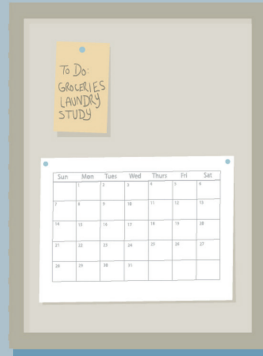 To Do:
GROCERIES
LAUNDRY
STUDY
Sun Mon Tues Wed Thurs Fri Sat
1 2 3 4 5 6
7 8 9 10 11 12 13
14 15 16 17 18 19 20
21 22 23 24 25 26 27
28 29 30 31